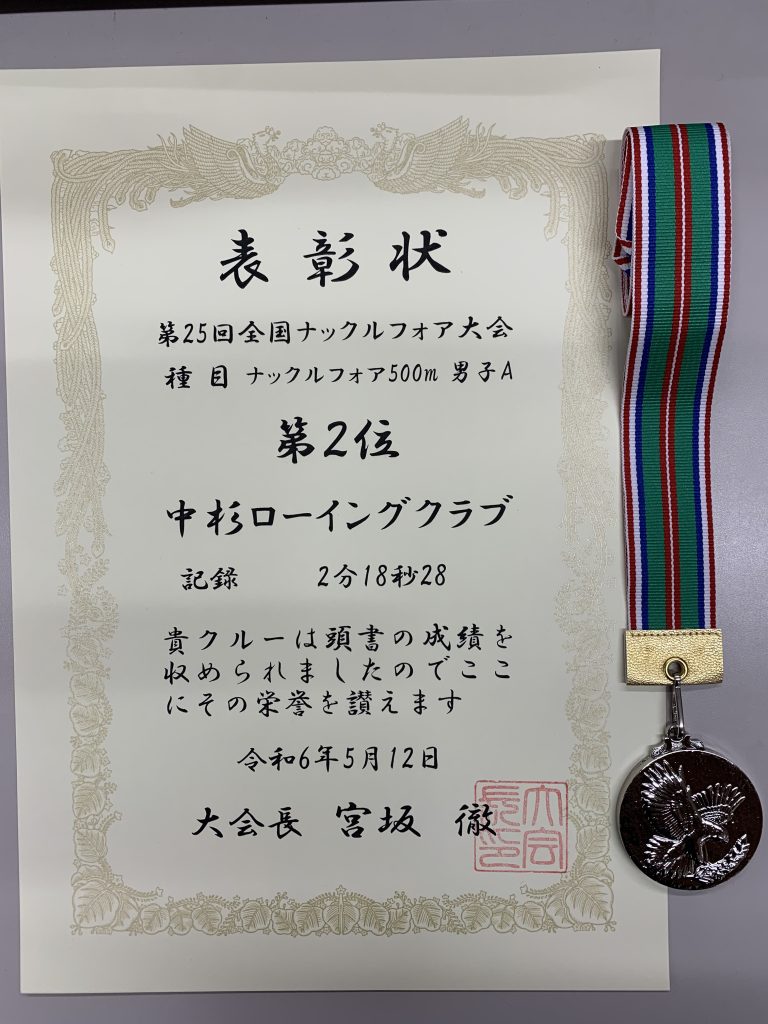 表彰状
第25回全国ナックルフォア大会
種目 ナックルフォア500m 男子A
第2位
中杉ローイングクラブ
記録 2分18秒28
貴クルーは頭書の成績を
収められましたのでここ
にその栄誉を讃えます
令和6年5月12日
大会長 宮坂 徹
大会
長印